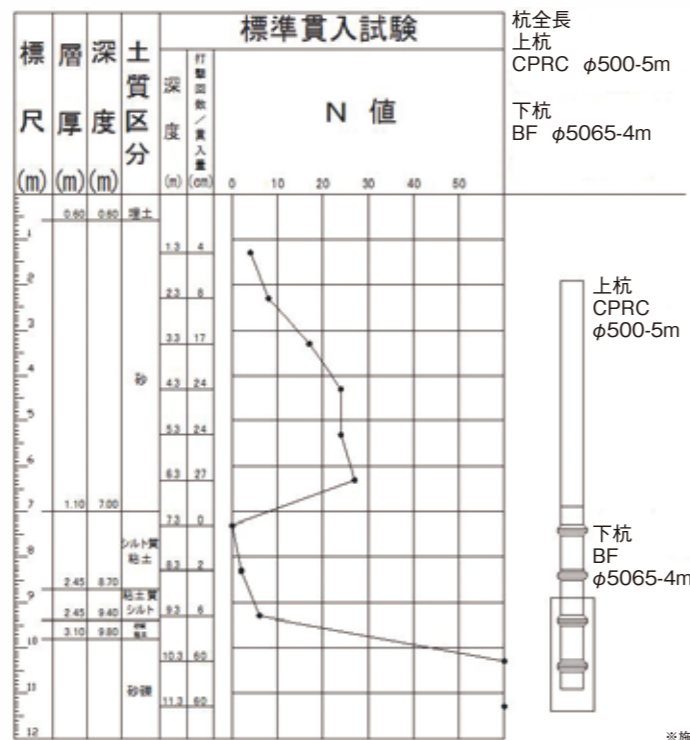 標尺(m)
層厚(m)
深度(m)
土質区分
標準貫入試験
深度(m)
打撃回数/貫入量(cm)
N 値
0 10 20 30 40 50
杭全長
上杭
CPRC φ500-5m
下杭
BF φ5065-4m
0.60 0.60 埋土
1
1.3 4
2
2.3 8
3
3.3 17
砂
4
4.3 24
5
5.3 24
6
6.3 27
7 1.10 7.00
7.3 0
シルト質
粘土
8
8.3 2
2.45 8.70
9
粘土質
シルト
9.3 6
2.45 9.40
3.10 9.80
10
10.3 60
砂礫
11
11.3 60
12
上杭
CPRC
φ500-5m
下杭
BF
φ5065-4m
※施